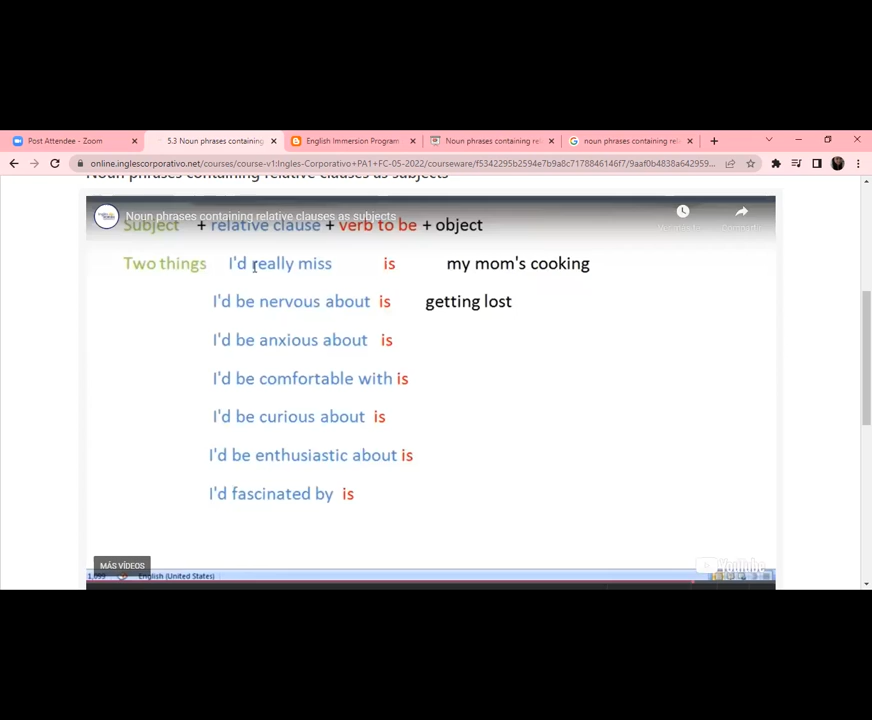 Post Attendee - Zoom
5.3 Noun phrases containing
English Immersion Program
Noun phrases containing rel
noun phrases containing rel
online.inglescorporativo.net/courses/course-v1:Ingles-Corporativo+PA1+FC-05-2022/courseware/f5342295b2594e7b9a8c7178846146f7/9aaf0b4838a642959...
Noun phrases containing relative clauses as subjects
Noun phrases containing relative clauses as subjects
Subject + relative clause + verb to be + object
Two things I'd really miss is my mom's cooking
I'd be nervous about is getting lost
I'd be anxious about is
I'd be comfortable with is
I'd be curious about is
I'd be enthusiastic about is
I'd fascinated by is
MÁS VÍDEOS
YouTube
English (United States)